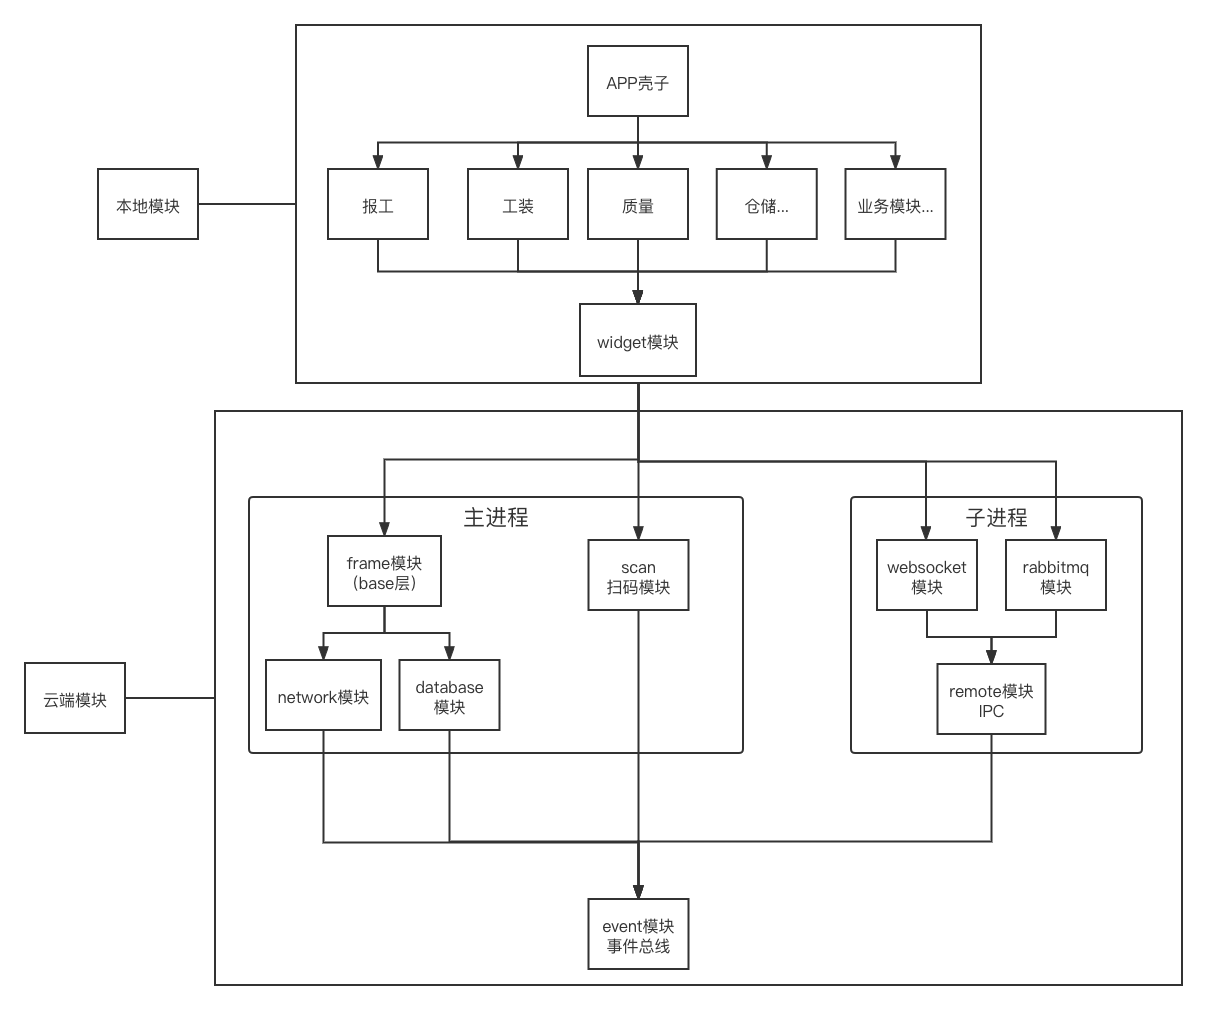 APP壳子
本地模块
报工
工装
质量
仓储...
业务模块...
widget模块
主进程
子进程
frame模块
（base层）
scan
扫码模块
websocket
模块
rabbitmq
模块
云端模块
network模块
database
模块
remote模块
IPC
event模块
事件总线